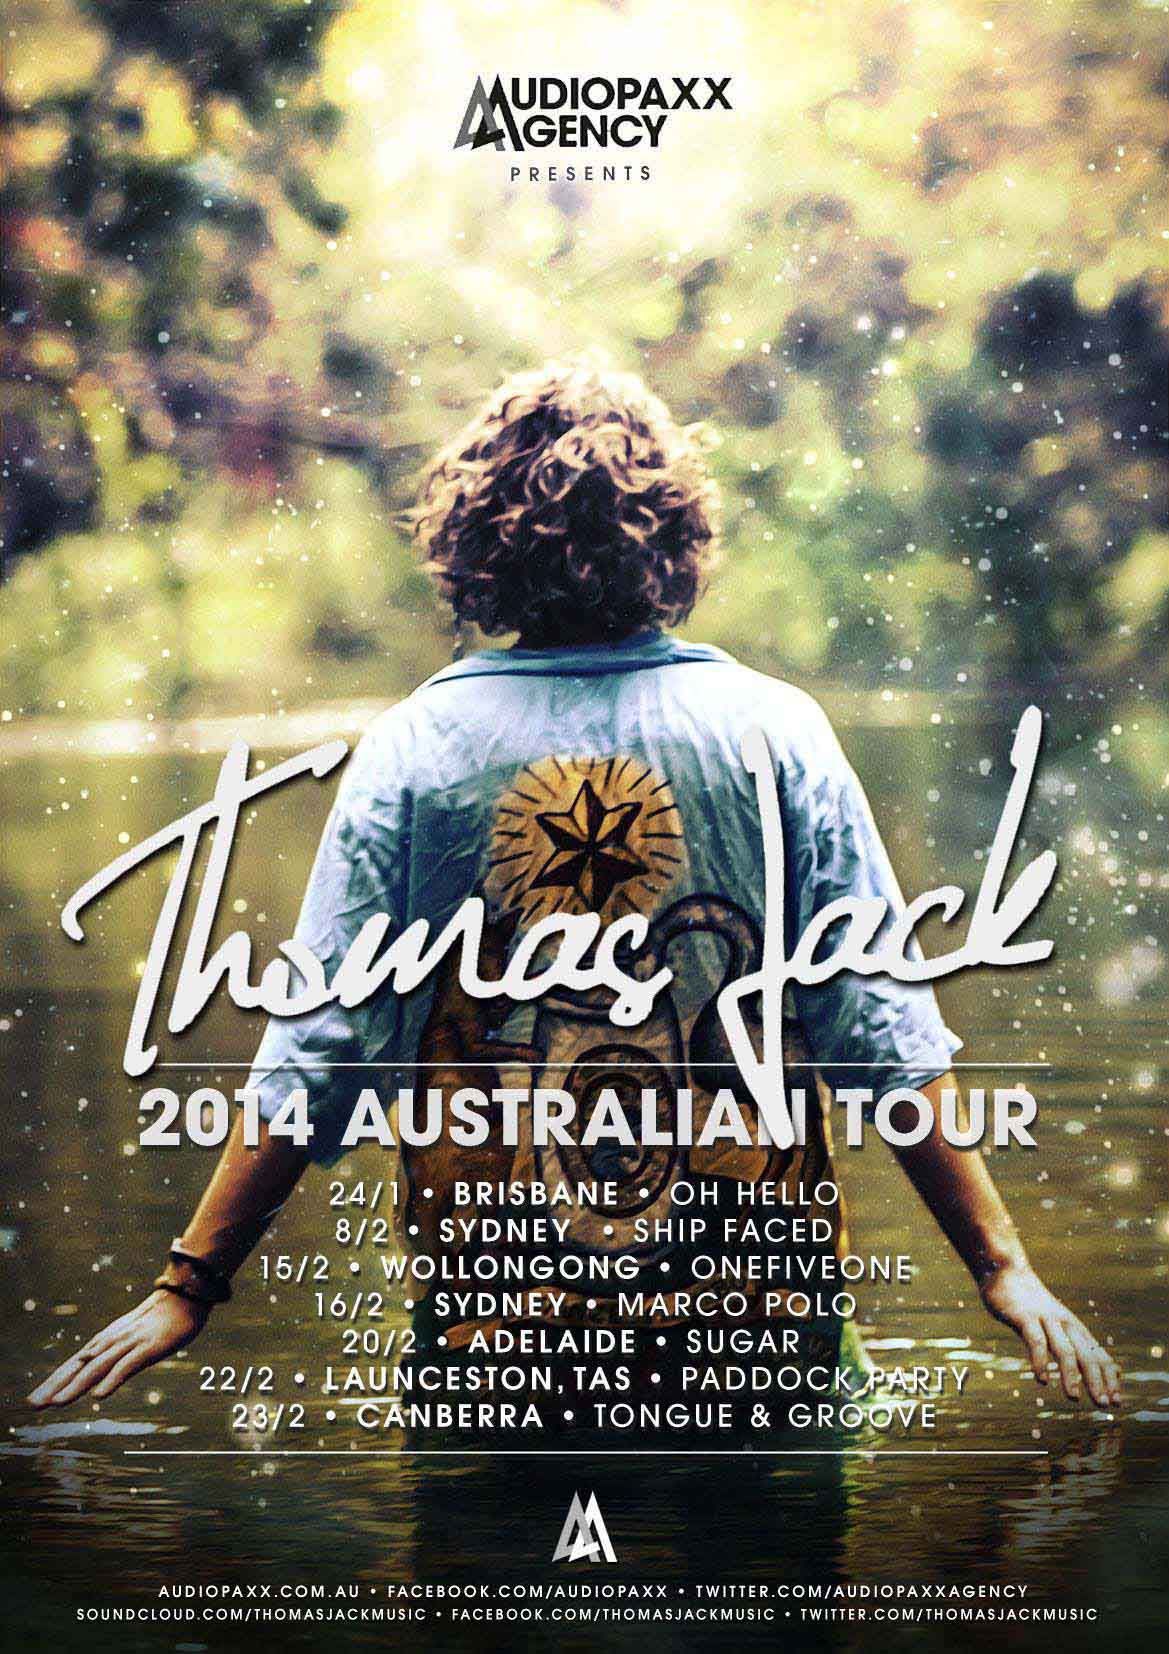 AUDIOPAXX
AGENCY
PRESENTS
Thomas Jack
2014 AUSTRALIAN TOUR
24/1 • BRISBANE • OH HELLO
8/2 • SYDNEY • SHIP FACED
15/2 • WOLLONGONG • ONEFIVEONE
16/2 • SYDNEY • MARCO POLO
20/2 • ADELAIDE • SUGAR
22/2 • LAUNCESTON, TAS • PADDOCK PARTY
23/2 • CANBERRA • TONGUE & GROOVE
AUDIOPAXX.COM.AU • FACEBOOK.COM/AUDIOPAXX • TWITTER.COM/AUDIOPAXXAGENCY
SOUNDCLOUD.COM/THOMASJACKMUSIC • FACEBOOK.COM/THOMASJACKMUSIC • TWITTER.COM/THOMASJACKMUSIC